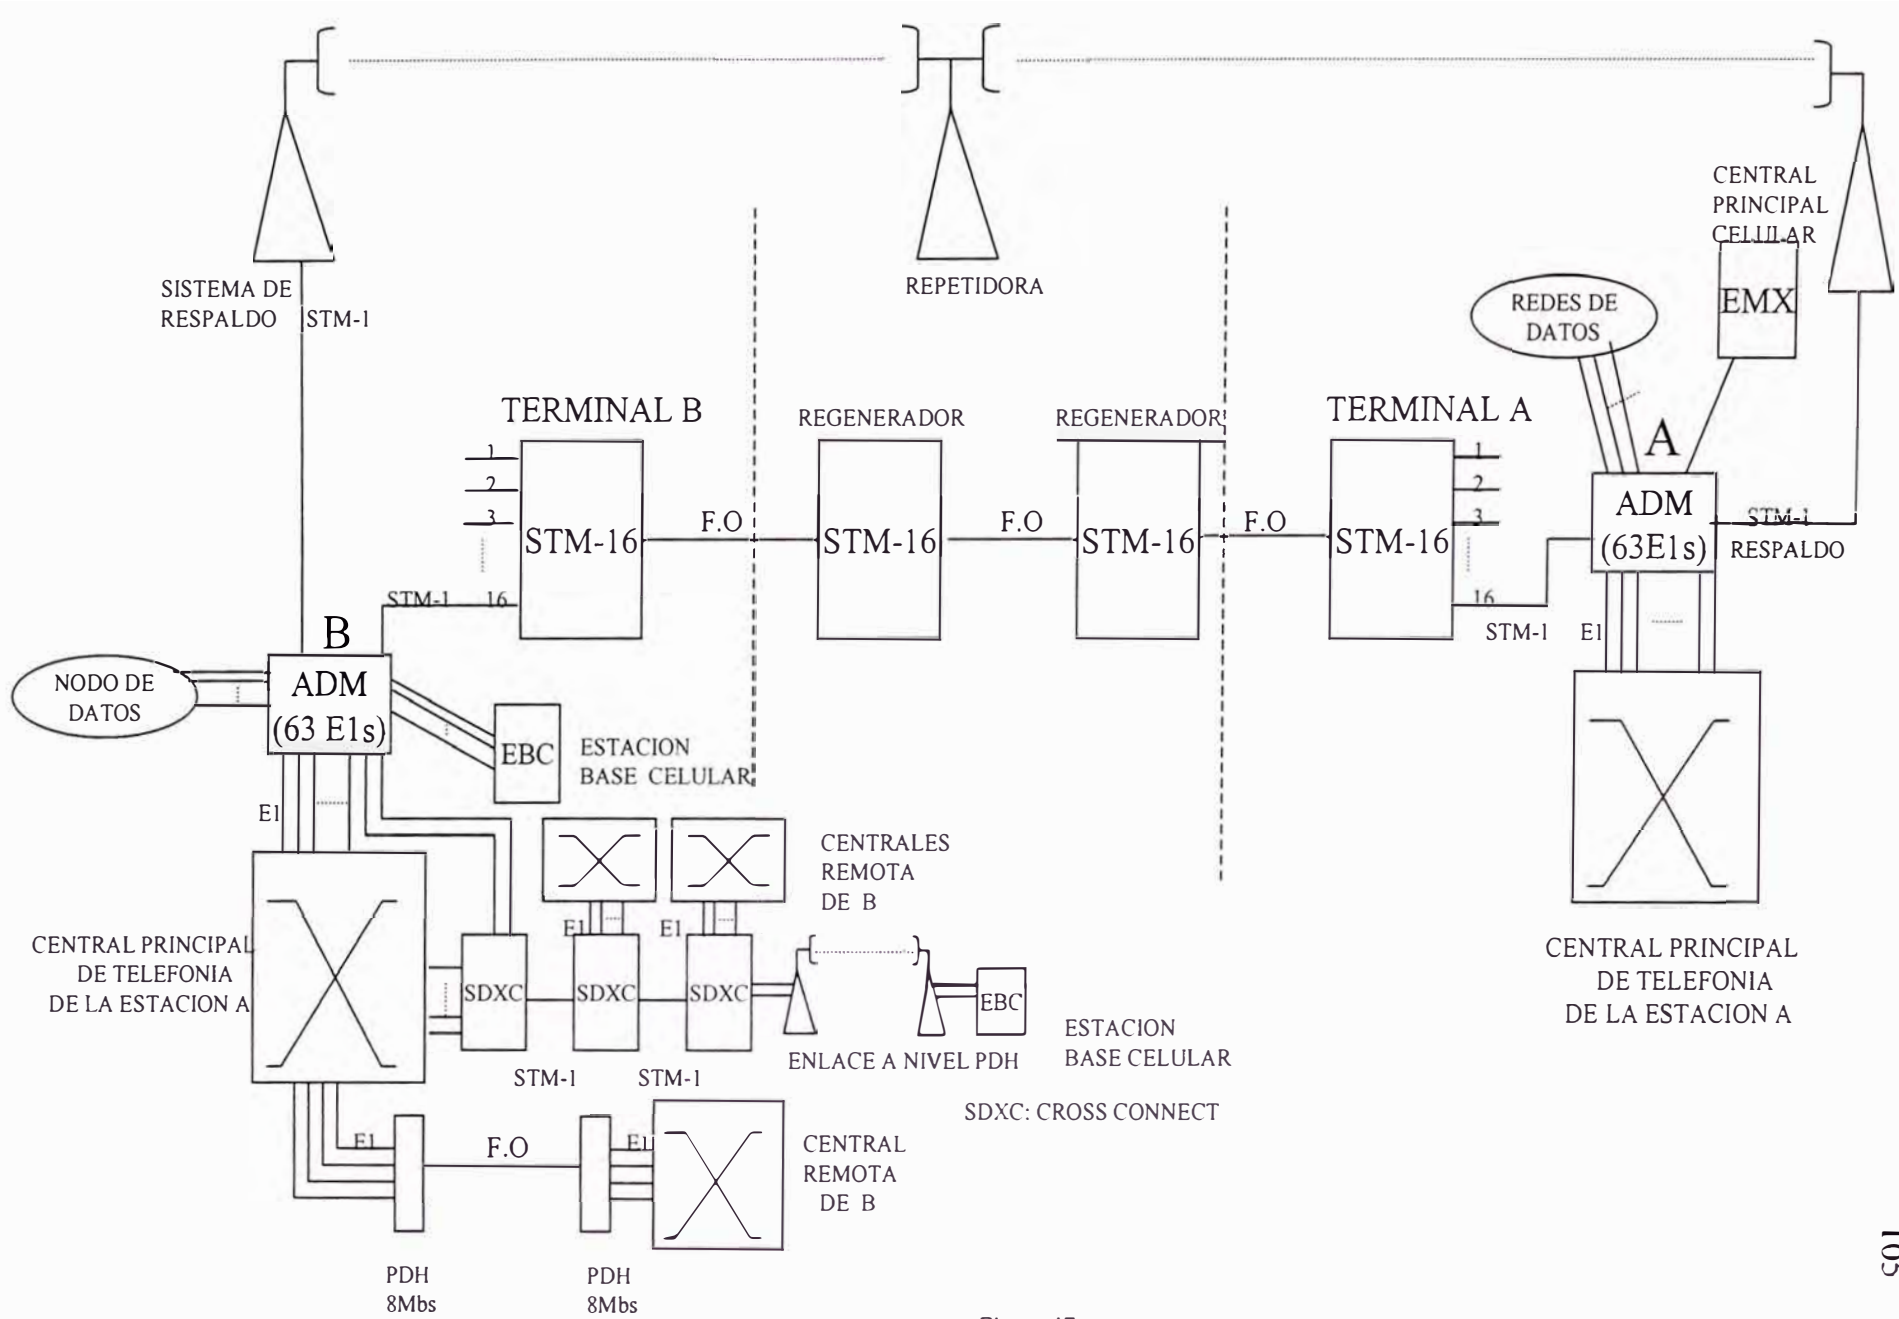 CENTRAL
PRINCIPAL
CELULAR
SISTEMA DE
RESPALDO
STM-1
REPETIDORA
REDES DE
DATOS
EMX
TERMINAL B
REGENERADOR
REGENERADOR
TERMINAL A
A
1
2
3
16
STM-1
STM-16
F.O
STM-16
F.O
STM-16
F.O
STM-16
1
2
3
16
STM-1
ADM
(63E1s)
STM-1
RESPALDO
E1
B
NODO DE
DATOS
ADM
(63 E1s)
EBC
ESTACION
BASE CELULAR
E1
CENTRALES
REMOTA
DE B
E1
E1
CENTRAL PRINCIPAL
DE TELEFONIA
DE LA ESTACION A
SDXC
SDXC
SDXC
EBC
CENTRAL PRINCIPAL
DE TELEFONIA
DE LA ESTACION A
STM-1
STM-1
ENLACE A NIVEL PDH
ESTACION
BASE CELULAR
SDXC: CROSS CONNECT
E1
F.O
E1
CENTRAL
REMOTA
DE B
PDH
8Mbs
PDH
8Mbs